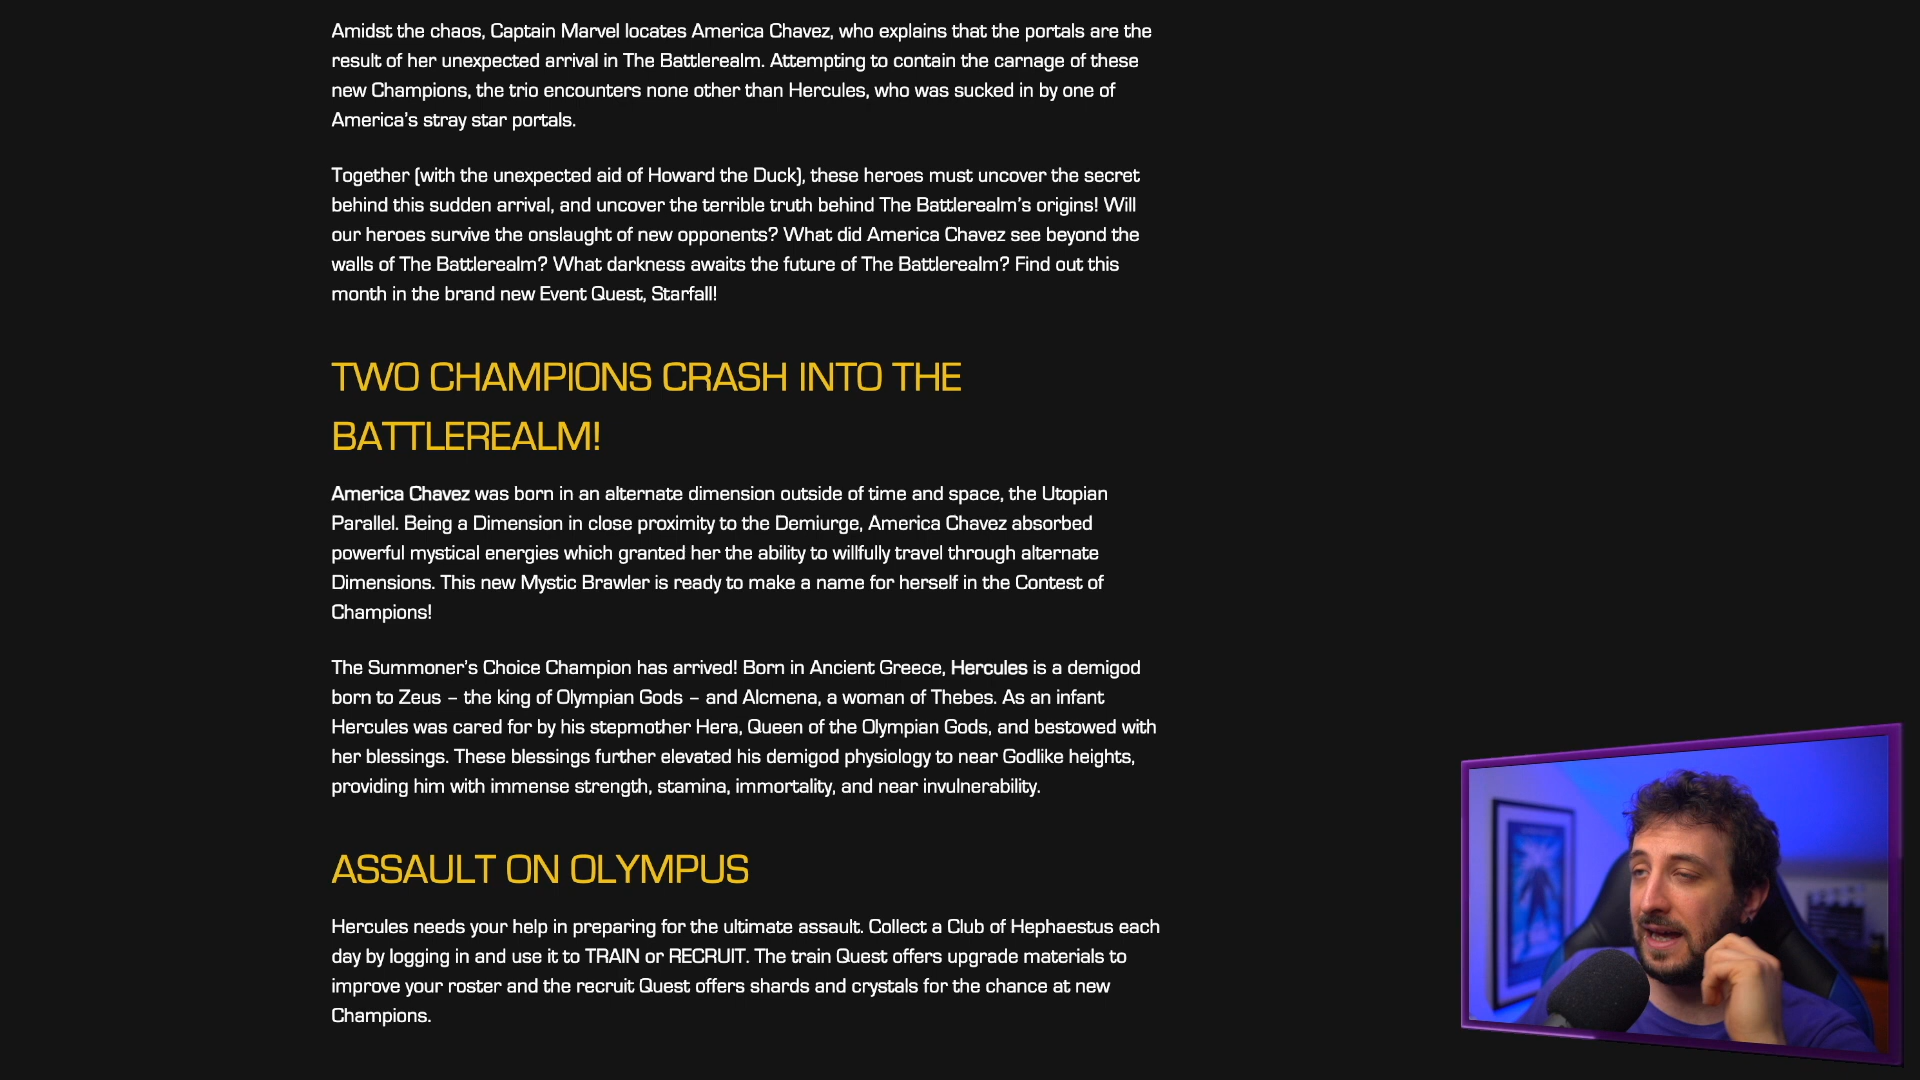 Amidst the chaos, Captain Marvel locates America Chavez, who explains that the portals are the
result of her unexpected arrival in The Battlerealm. Attempting to contain the carnage of these
new Champions, the trio encounters none other than Hercules, who was sucked in by one of
America's stray star portals.
Together (with the unexpected aid of Howard the Duck), these heroes must uncover the secret
behind this sudden arrival, and uncover the terrible truth behind The Battlerealm's origins! Will
our heroes survive the onslaught of new opponents? What did America Chavez see beyond the
walls of The Battlerealm? What darkness awaits the future of The Battlerealm? Find out this
month in the brand new Event Quest, Starfall!
TWO CHAMPIONS CRASH INTO THE
BATTLEREALM!
America Chavez was born in an alternate dimension outside of time and space, the Utopian
Parallel. Being a Dimension in close proximity to the Demiurge, America Chavez absorbed
powerful mystical energies which granted her the ability to willfully travel through alternate
Dimensions. This new Mystic Brawler is ready to make a name for herself in the Contest of
Champions!
The Summoner's Choice Champion has arrived! Born in Ancient Greece, Hercules is a demigod
born to Zeus – the king of Olympian Gods – and Alcmena, a woman of Thebes. As an infant
Hercules was cared for by his stepmother Hera, Queen of the Olympian Gods, and bestowed with
her blessings. These blessings further elevated his demigod physiology to near Godlike heights,
providing him with immense strength, stamina, immortality, and near invulnerability.
ASSAULT ON OLYMPUS
Hercules needs your help in preparing for the ultimate assault. Collect a Club of Hephaestus each
day by logging in and use it to TRAIN or RECRUIT. The train Quest offers upgrade materials to
improve your roster and the recruit Quest offers shards and crystals for the chance at new
Champions.